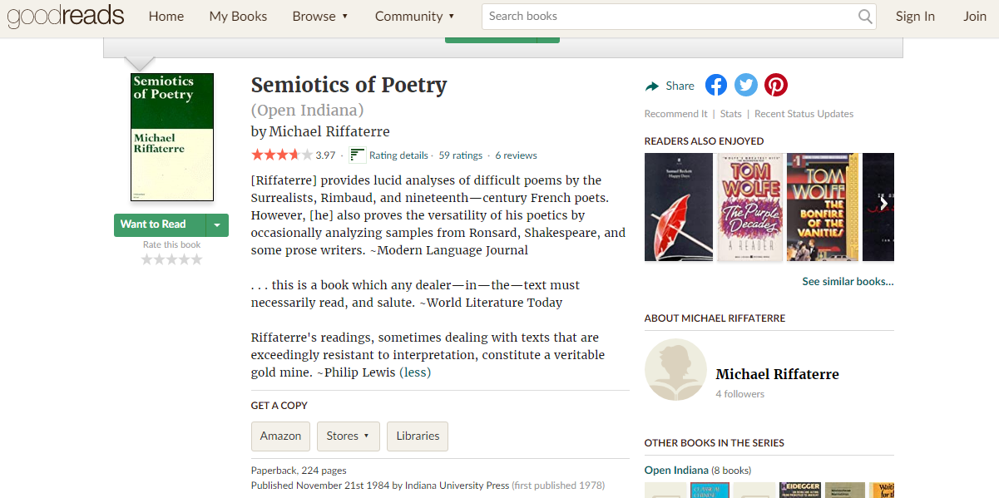 goodreads Home My Books Browse ▼ Community ▼ Search books Sign In Join
Semiotics
of Poetry
Michael
Riffaterre
Want to Read
Rate this book
Semiotics of Poetry
(Open Indiana)
by Michael Riffaterre
3.97 · Rating details · 59 ratings · 6 reviews
[Riffaterre] provides lucid analyses of difficult poems by the
Surrealists, Rimbaud, and nineteenth—century French poets.
However, [he] also proves the versatility of his poetics by
occasionally analyzing samples from Ronsard, Shakespeare, and
some prose writers. ~Modern Language Journal
. . . this is a book which any dealer—in—the—text must
necessarily read, and salute. ~World Literature Today
Riffaterre's readings, sometimes dealing with texts that are
exceedingly resistant to interpretation, constitute a veritable
gold mine. ~Philip Lewis (less)
GET A COPY
Amazon Stores ▼ Libraries
Paperback, 224 pages
Published November 21st 1984 by Indiana University Press (first published 1978)
Share
Recommend It | Stats | Recent Status Updates
READERS ALSO ENJOYED
Samuel Beckett
Happy Days
"WOLFE'S GREATEST HITS"
TOM
WOLFE
The Purple
Decades
A READER
#1
TOM
WOLFE
THE
BONFIRE
OF THE
VANITIES
See similar books...
ABOUT MICHAEL RIFFATERRE
Michael Riffaterre
4 followers
OTHER BOOKS IN THE SERIES
Open Indiana (8 books)
CLASSICAL
CHINESE
HEIDEGGER